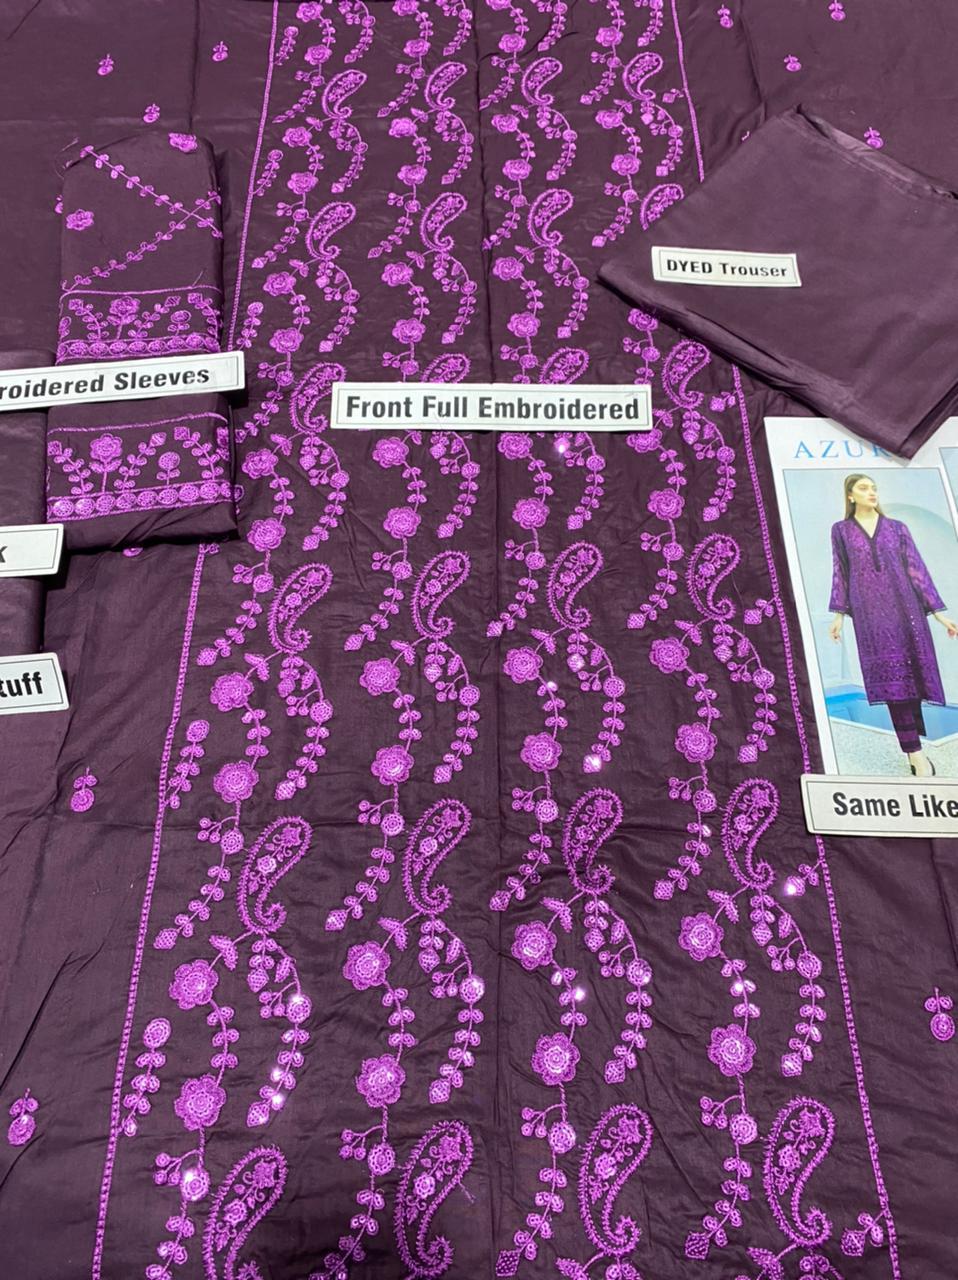 DYED Trouser
roidered Sleeves
Front Full Embroidered
AZUR
k
tuff
Same Like